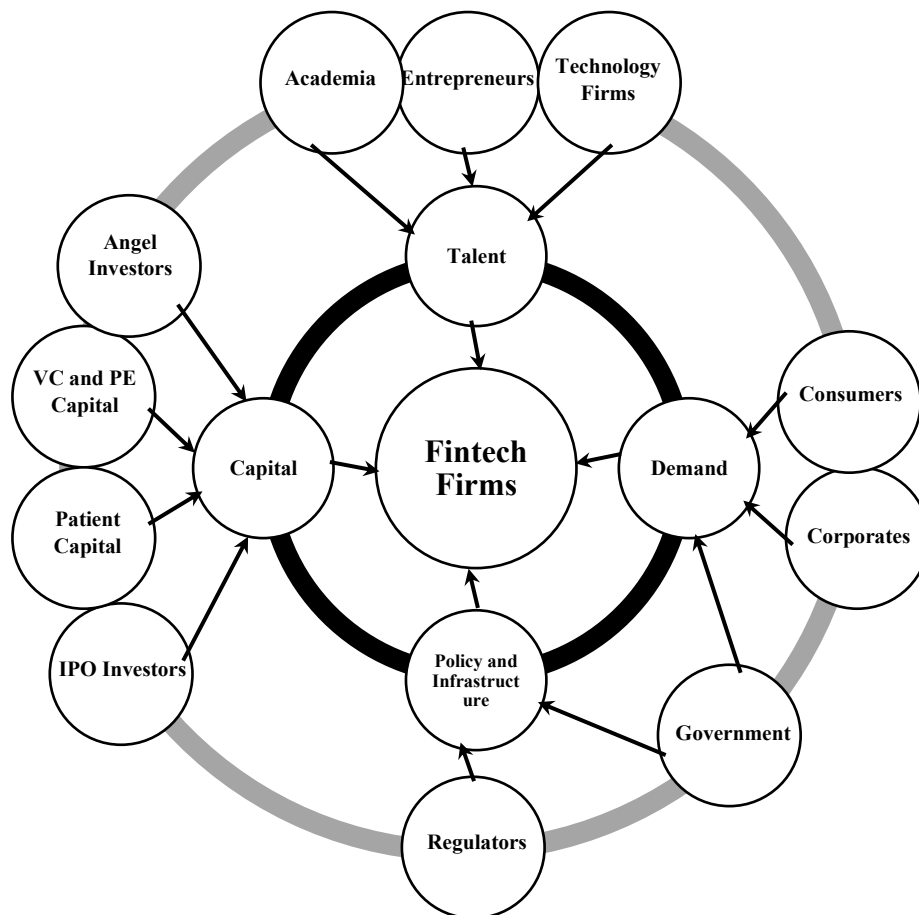 Academia
Entrepreneurs
Technology
Firms
Angel
Investors
Talent
VC and PE
Capital
Consumers
Capital
Fintech
Firms
Demand
Patient
Capital
Corporates
IPO Investors
Policy and
Infrastruct
ure
Government
Regulators